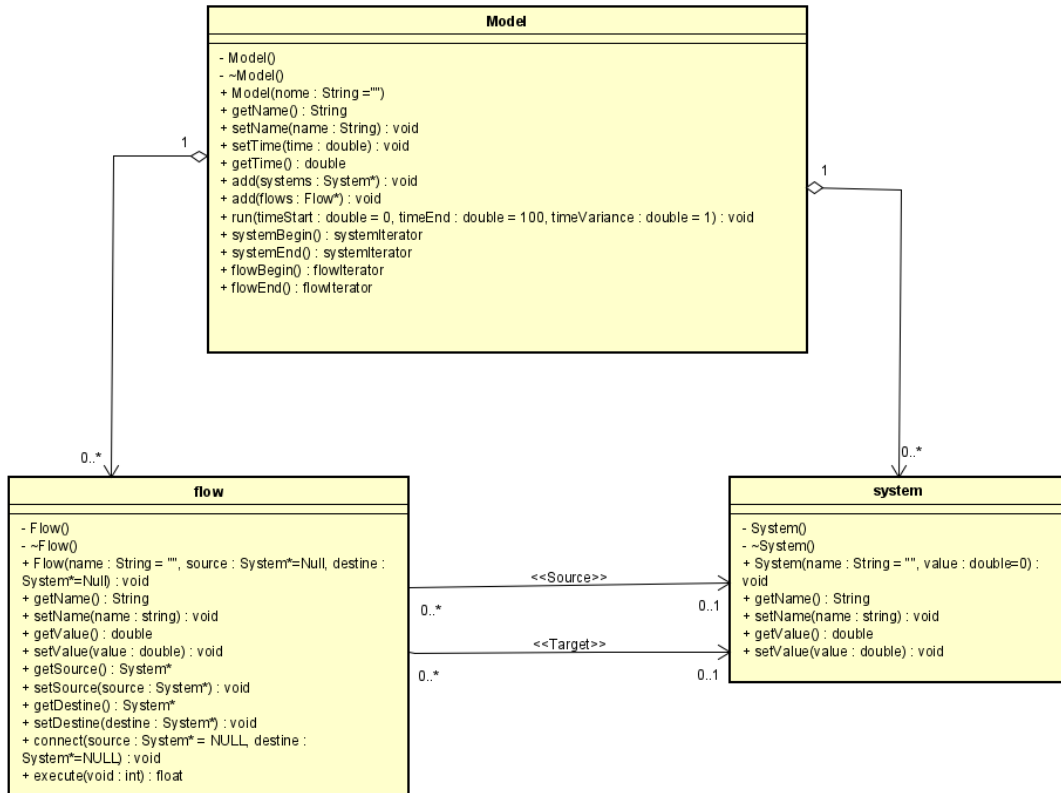 Model
- Model()
- ~Model()
+ Model(nome : String ="")
+ getName() : String
+ setName(name : String) : void
+ setTime(time : double) : void
+ getTime() : double
+ add(systems : System*) : void
+ add(flows : Flow*) : void
+ run(timeStart : double = 0, timeEnd : double = 100, timeVariance : double = 1) : void
+ systemBegin() : systemIterator
+ systemEnd() : systemIterator
+ flowBegin() : flowIterator
+ flowEnd() : flowIterator
1
1
0..*
0..*
flow
- Flow()
- ~Flow()
+ Flow(name : String = "", source : System*=Null, destine :
System*=Null) : void
+ getName() : String
+ setName(name : string) : void
+ getValue() : double
+ setValue(value : double) : void
+ getSource() : System*
+ setSource(source : System*) : void
+ getDestine() : System*
+ setDestine(destine : System*) : void
+ connect(source : System* = NULL, destine :
System*=NULL) : void
+ execute(void : int) : float
<<Source>>
0..*
0..1
<<Target>>
0..*
0..1
system
- System()
- ~System()
+ System(name : String = "", value : double=0) :
void
+ getName() : String
+ setName(name : string) : void
+ getValue() : double
+ setValue(value : double) : void